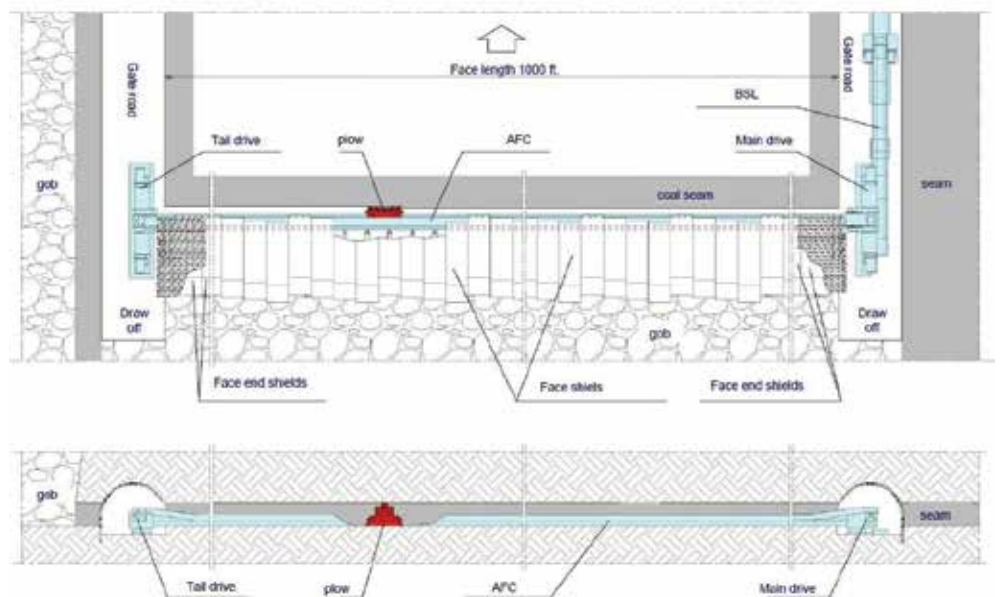 Gate road
Face length 1000 ft.
Gate road
BSL
Tail drive
plow
AFC
Main drive
gob
coal seam
seam
Draw
off
gob
Draw
off
Face end shields
Face shiels
Face end shields
gob
seam
Tail drive
plow
AFC
Main drive